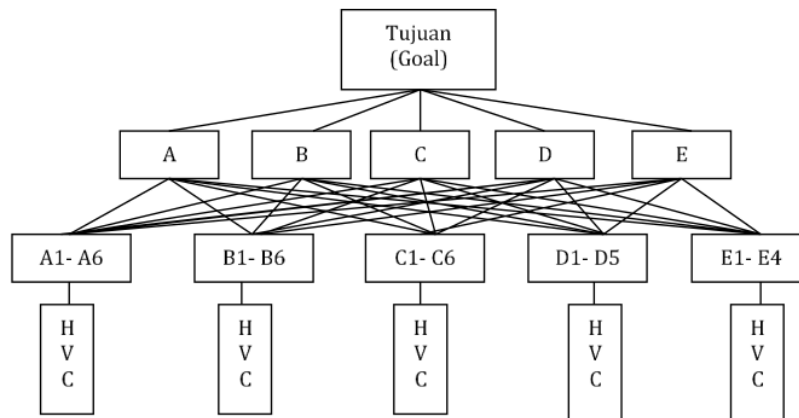 Tujuan
(Goal)
A
B
C
D
E
A1- A6
B1- B6
C1- C6
D1- D5
E1- E4
H
V
C
H
V
C
H
V
C
H
V
C
H
V
C